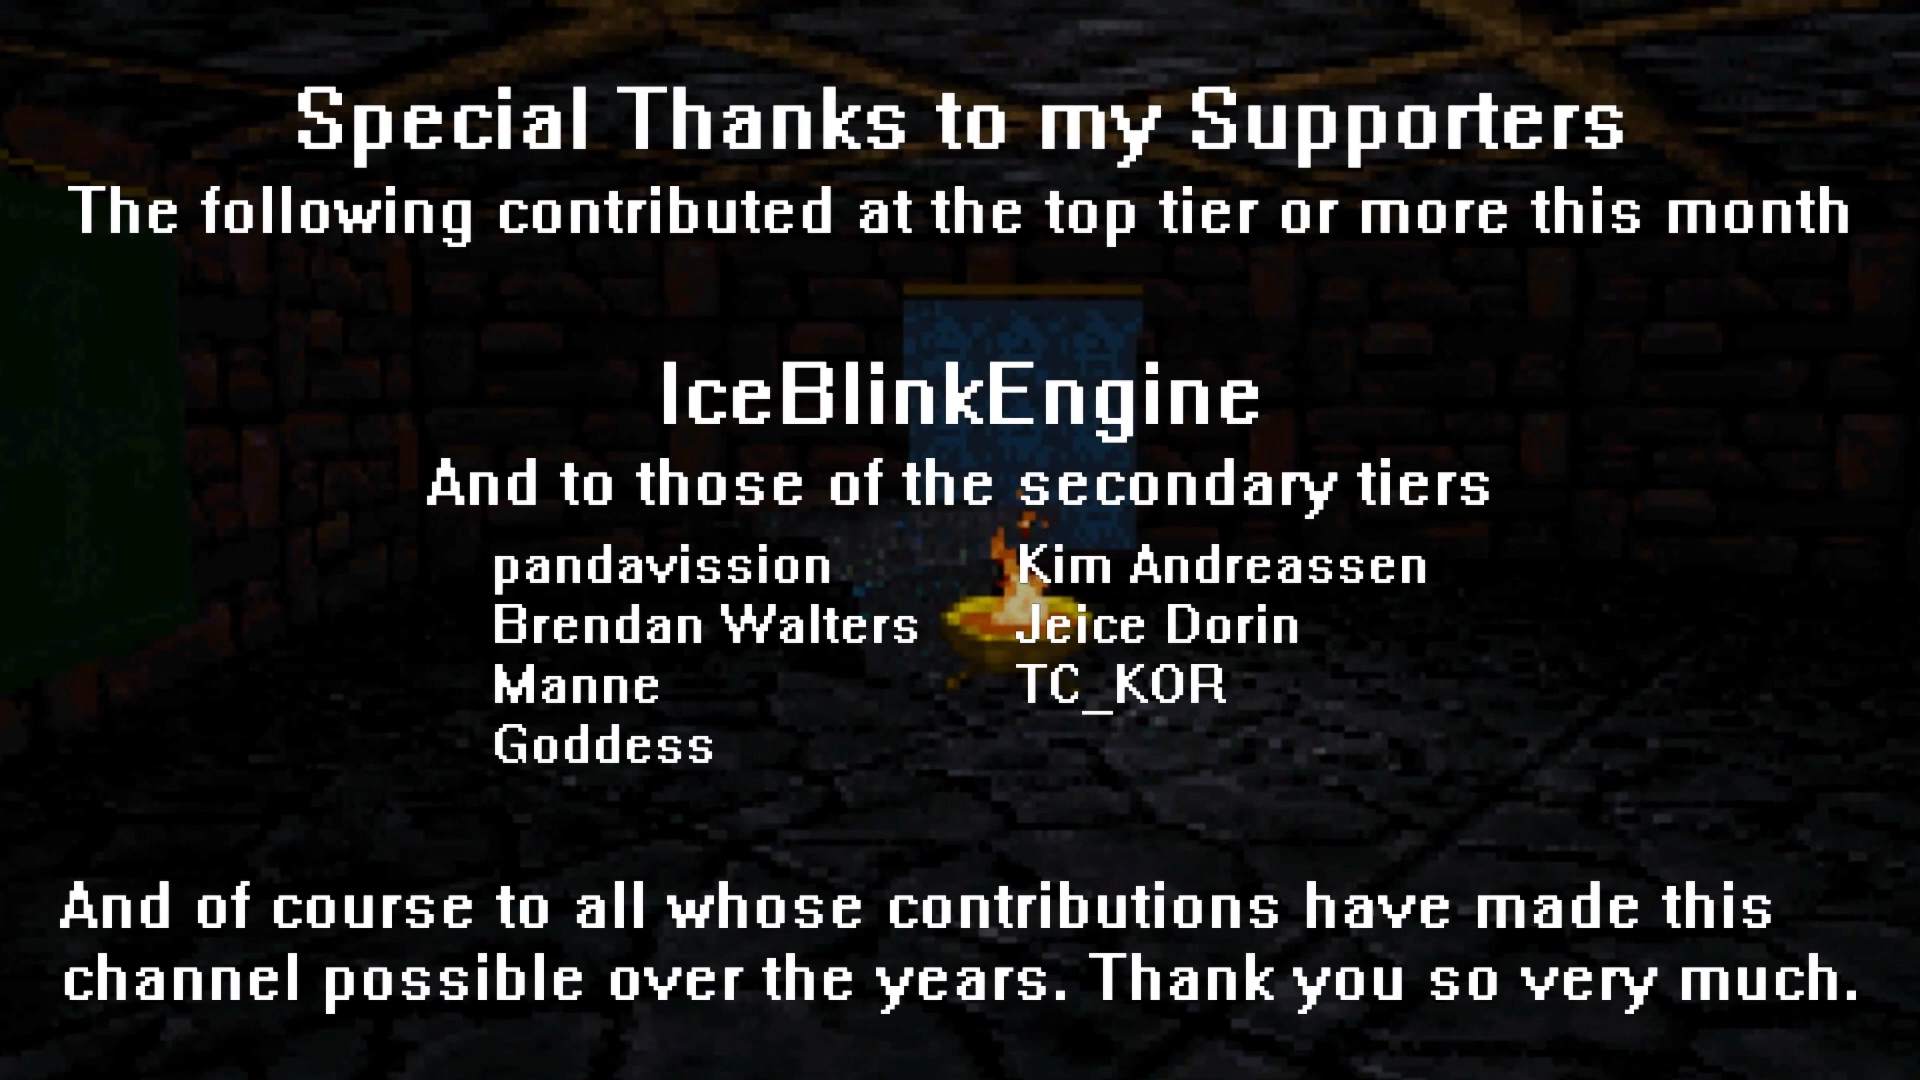 Special Thanks to my Supporters
The following contributed at the top tier or more this month
IceBlinkEngine
And to those of the secondary tiers
pandavission
Brendan Walters
Manne
Goddess
Kim Andreassen
Jeice Dorin
TC_KOR
And of course to all whose contributions have made this
channel possible over the years. Thank you so very much.